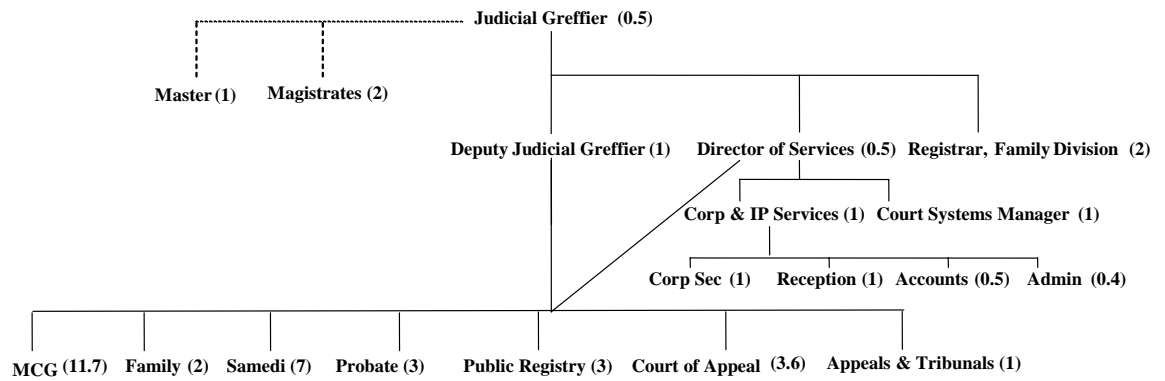 Judicial Greffier (0.5)
Master (1) Magistrates (2)
Deputy Judicial Greffier (1) Director of Services (0.5) Registrar, Family Division (2)
Corp & IP Services (1) Court Systems Manager (1)
Corp Sec (1) Reception (1) Accounts (0.5) Admin (0.4)
MCG (11.7) Family (2) Samedi (7) Probate (3) Public Registry (3) Court of Appeal (3.6) Appeals & Tribunals (1)